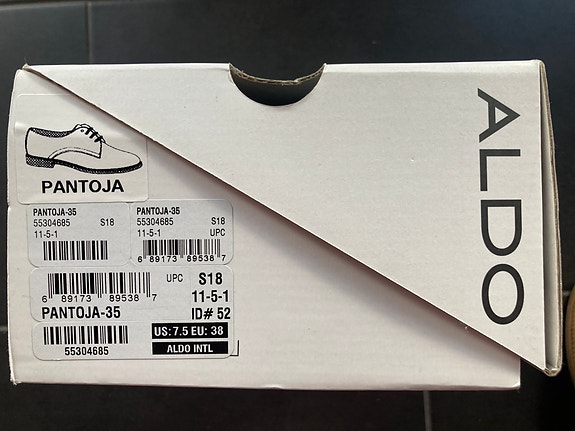 ALDO
PANTOJA
PANTOJA-35
55304685 S18
11-5-1
PANTOJA-35
55304685 S18
11-5-1 UPC
6 89173 89538 7
6 89173 89538 7
UPC S18
11-5-1
PANTOJA-35 ID# 52
US: 7.5 EU: 38
55304685 ALDO INTL